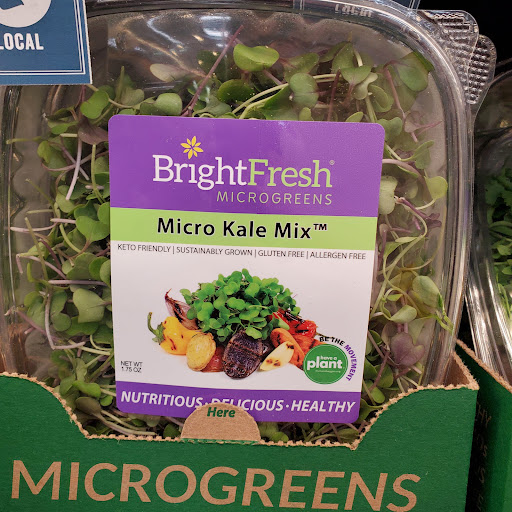 LOCAL
LOCAL
BrightFresh®
MICROGREENS
Micro Kale Mix™
KETO FRIENDLY | SUSTAINABLY GROWN | GLUTEN FREE | ALLERGEN FREE
BE THE MOVEMENT
have a
plant
NET WT
1.75 OZ
NUTRITIOUS · DELICIOUS · HEALTHY
Here
MICROGREENS